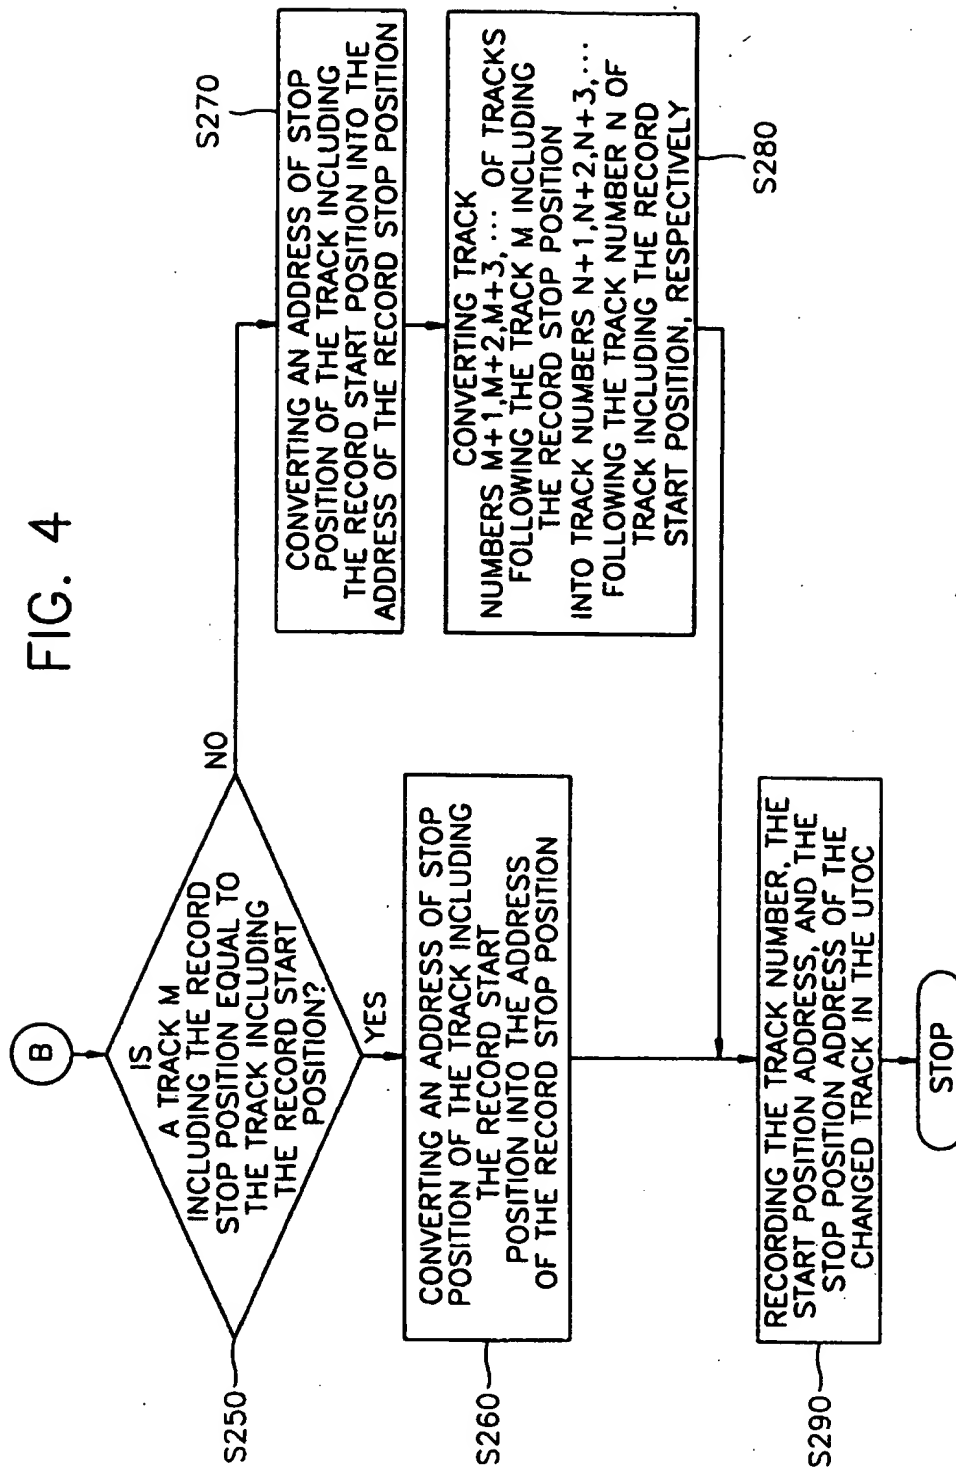 FIG. 4
B
IS
A TRACK M
INCLUDING THE RECORD
STOP POSITION EQUAL TO
THE TRACK INCLUDING
THE RECORD START
POSITION?
S250
NO
YES
CONVERTING AN ADDRESS OF STOP
POSITION OF THE TRACK INCLUDING
THE RECORD START
POSITION INTO THE ADDRESS
OF THE RECORD STOP POSITION
S260
CONVERTING AN ADDRESS OF STOP
POSITION OF THE TRACK INCLUDING
THE RECORD START POSITION INTO THE
ADDRESS OF THE RECORD STOP POSITION
S270
CONVERTING TRACK
NUMBERS M+1,M+2,M+3, ... OF TRACKS
FOLLOWING THE TRACK M INCLUDING
THE RECORD STOP POSITION
INTO TRACK NUMBERS N+1,N+2,N+3, ...
FOLLOWING THE TRACK NUMBER N OF
TRACK INCLUDING THE RECORD
START POSITION, RESPECTIVELY
S280
RECORDING THE TRACK NUMBER, THE
START POSITION ADDRESS, AND THE
STOP POSITION ADDRESS OF THE
CHANGED TRACK IN THE UTOC
S290
STOP